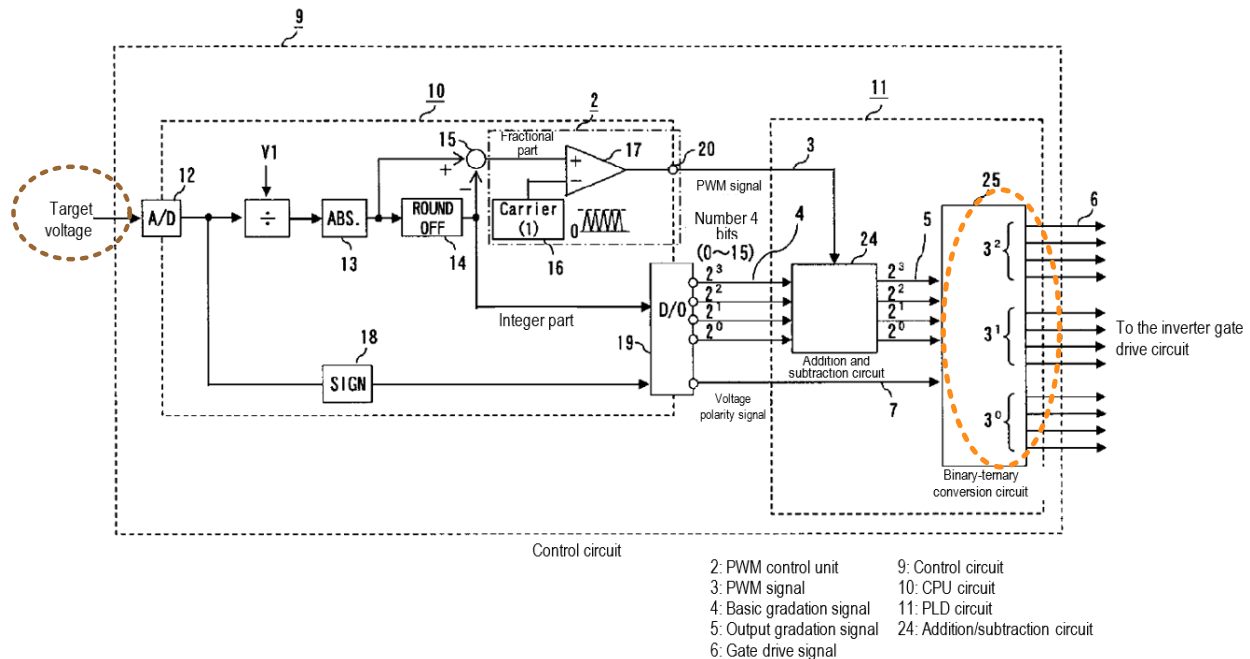 9
10
2
11
Fractional
part
15
17
20
3
+
−
+
−
PWM signal
25
V1
12
Target
voltage
A/D
÷
ABS.
ROUND
OFF
Carrier
(1)
0
13
14
16
Number 4
hits
(0～15)
4
24
5
6
2³
2²
2¹
2⁰
2³
2²
2¹
2⁰
3²
3¹
3⁰
D/O
Integer part
19
Addition and
subtraction circuit
To the inverter gate
drive circuit
18
SIGN
Voltage
polarity signal
7
Binary-ternary
conversion circuit
Control circuit
2: PWM control unit
3: PWM signal
4: Basic gradation signal
5: Output gradation signal
6: Gate drive signal
9: Control circuit
10: CPU circuit
11: PLD circuit
24: Addition/subtraction circuit